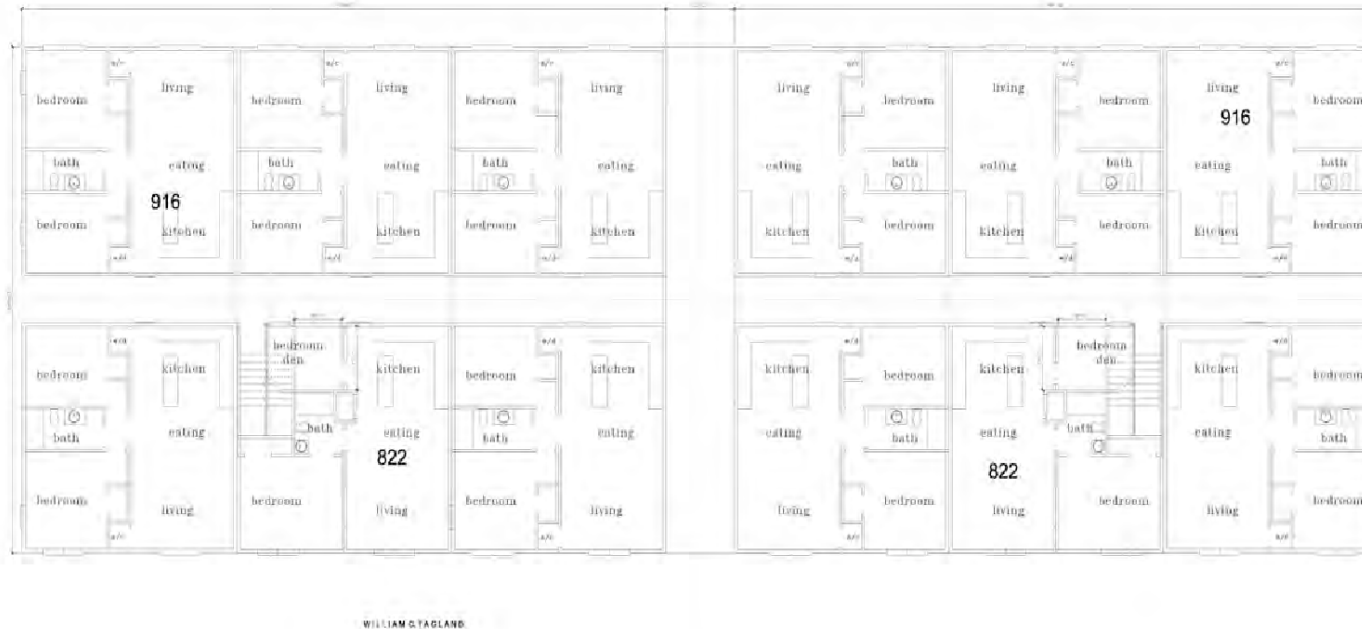 a/c living a/c living a/c living living a/c living a/c living a/c
bedroom bedroom bedroom bedroom bedroom bedroom
916
bath eating bath eating bath eating eating bath eating bath eating bath
916
bedroom kitchen bedroom kitchen bedroom kitchen kitchen bedroom kitchen bedroom kitchen bedroom
w/d w/d w/d w/d w/d w/d
w/d bedroom den w/d w/d bedroom den w/d
bedroom kitchen kitchen bedroom kitchen kitchen bedroom kitchen kitchen bedroom
bath eating bath eating bath eating eating bath eating bath eating bath
822 822
bedroom living bedroom living bedroom living living bedroom living bedroom living bedroom
a/c a/c a/c a/c
WILLIAM G TAGLAND